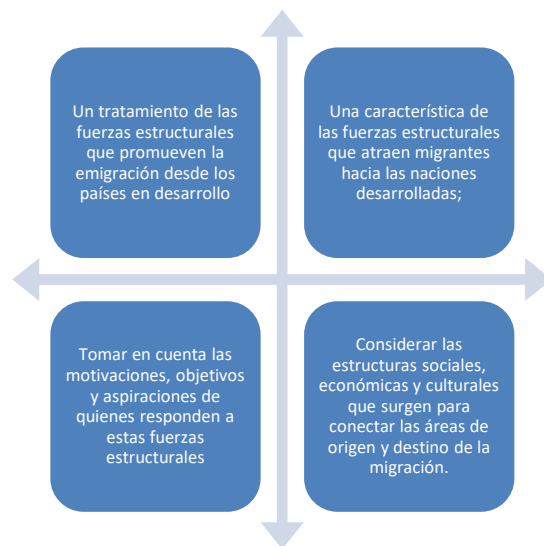 Un tratamiento de las
fuerzas estructurales
que promueven la
emigración desde los
países en desarrollo
Una característica de
las fuerzas estructurales
que atraen migrantes
hacia las naciones
desarrolladas;
Tomar en cuenta las
motivaciones, objetivos
y aspiraciones de
quienes responden a
estas fuerzas
estructurales
Considerar las
estructuras sociales,
económicas y culturales
que surgen para
conectar las áreas de
origen y destino de la
migración.